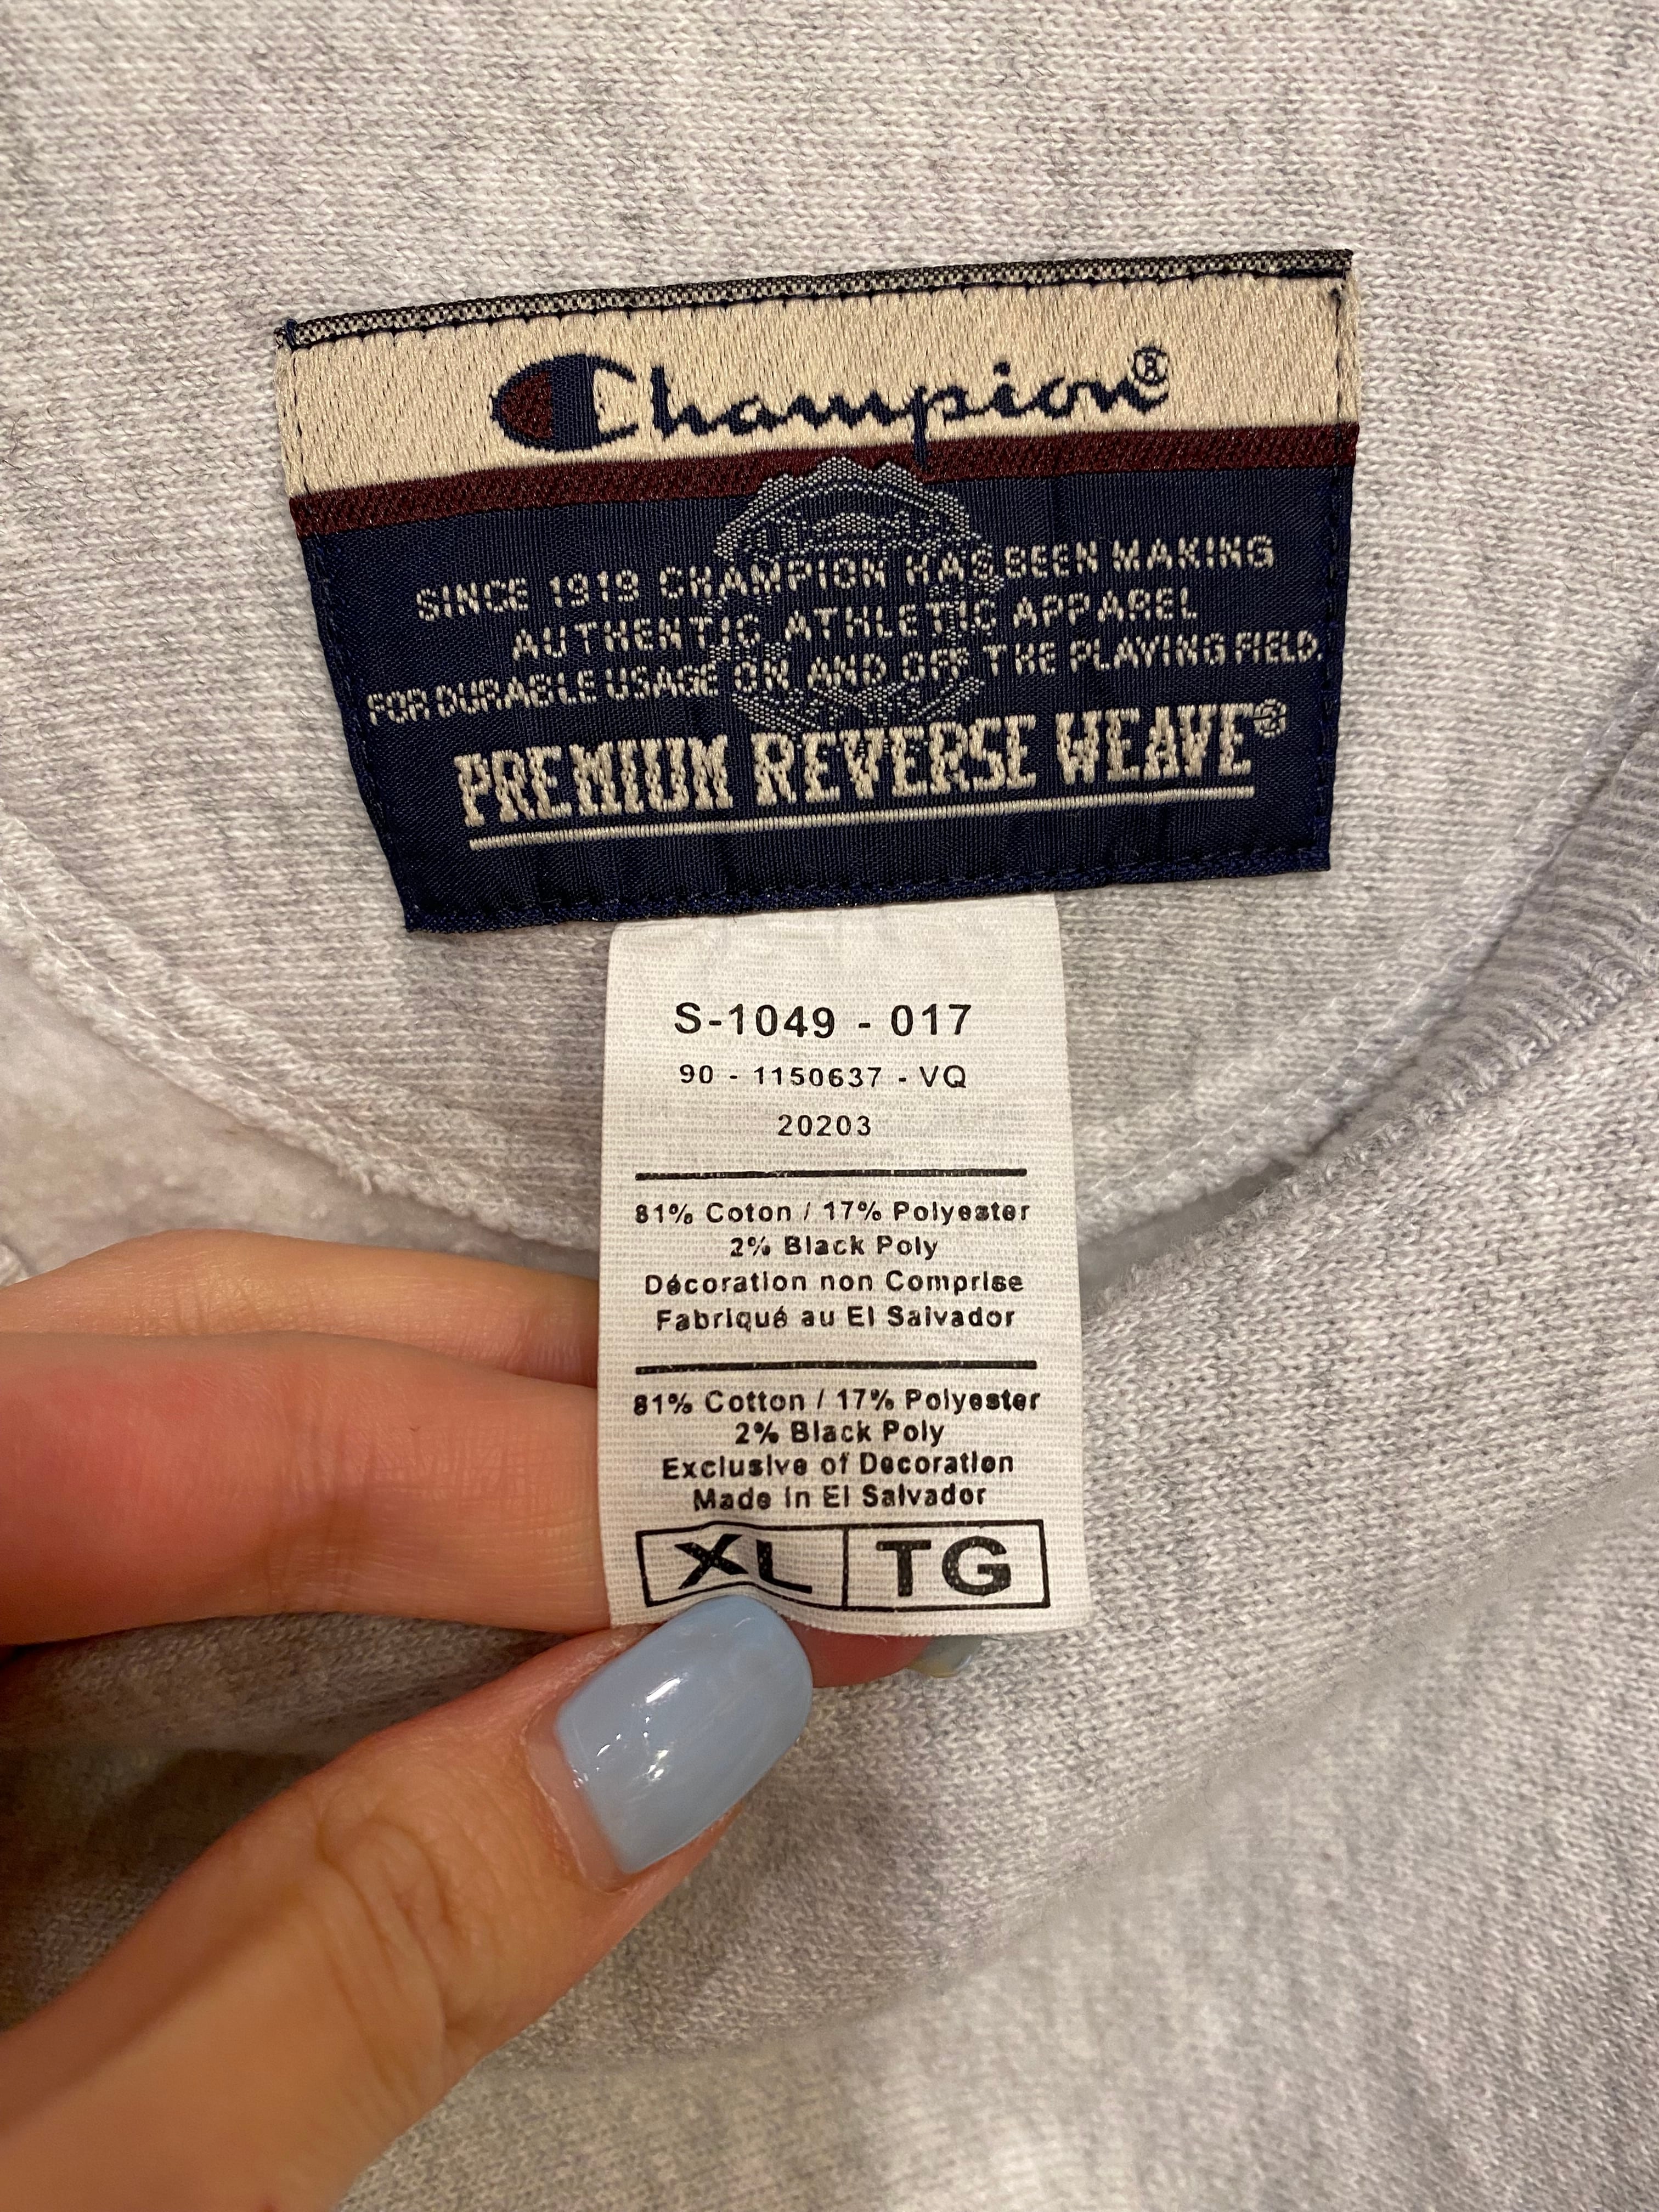 Champion®
SINCE 1919 CHAMPION HAS BEEN MAKING
AUTHENTIC ATHLETIC APPAREL
FOR DURABLE USAGE ON AND OFF THE PLAYING FIELD.
PREMIUM REVERSE WEAVE®
S-1049 - 017
90 - 1150637 - VQ
20203
81% Coton / 17% Polyester
2% Black Poly
Décoration non Comprise
Fabriqué au El Salvador
81% Cotton / 17% Polyester
2% Black Poly
Exclusive of Decoration
Made in El Salvador
XL TG